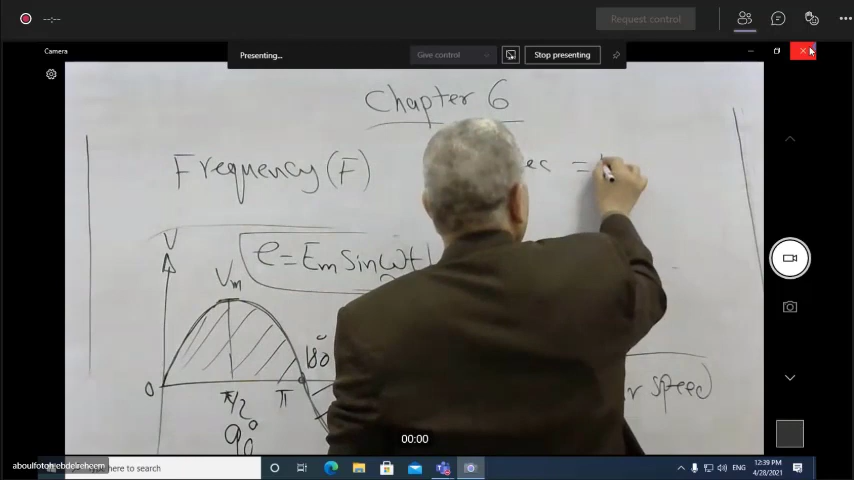 --:--
Request control
Camera
Presenting...
Give control
Stop presenting
Chapter 6
Frequency (F)
ec =
e = Em Sin ωt
V
Vm
180°
0
π/2
π
90°
speed)
00:00
aboulfotoh ebdelreheem
here to search
ENG
12:39 PM
4/28/2021